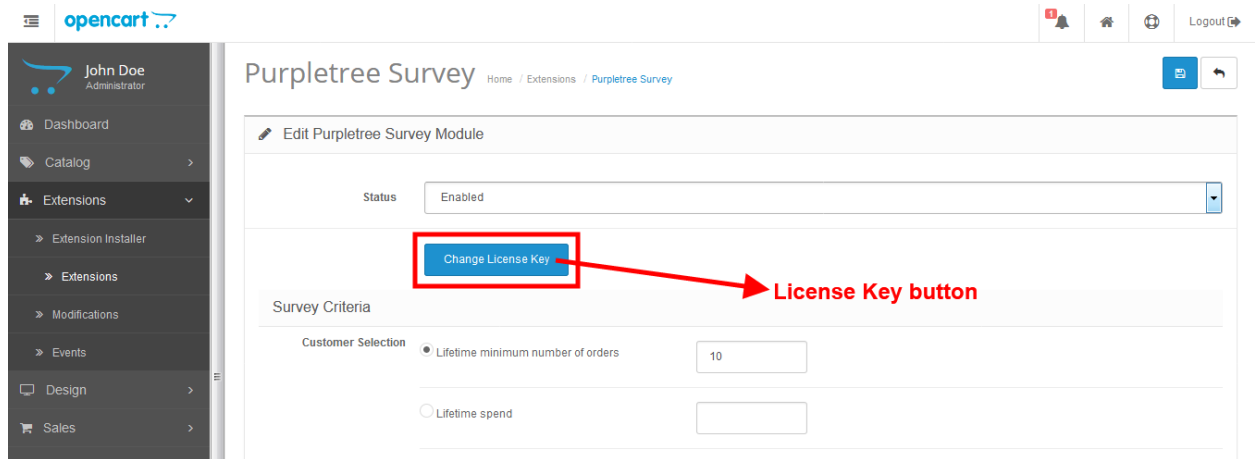 opencart
1
Logout
John Doe
Administrator
Purpletree Survey
Home / Extensions / Purpletree Survey
Dashboard
Edit Purpletree Survey Module
Catalog
Status
Enabled
Extensions
Extension Installer
Change License Key
License Key button
Extensions
Survey Criteria
Modifications
Customer Selection
Lifetime minimum number of orders
10
Events
Design
Lifetime spend
Sales